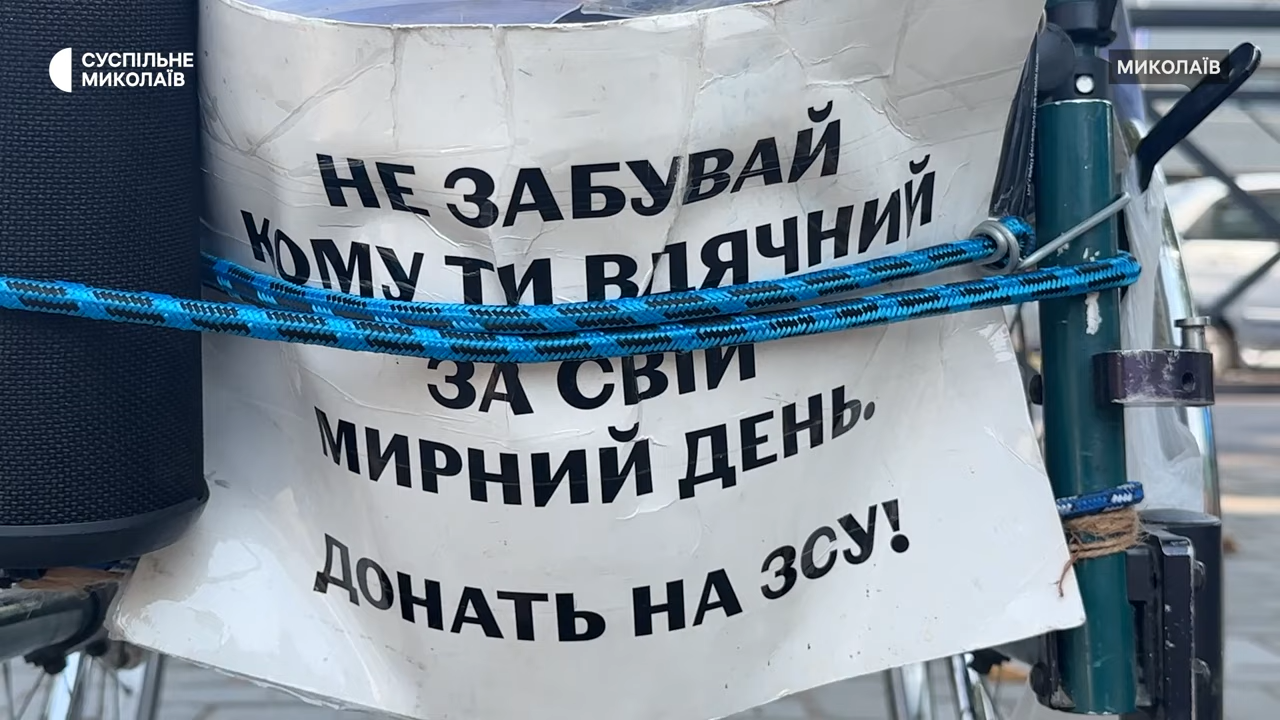 СУСПІЛЬНЕ
МИКОЛАЇВ
МИКОЛАЇВ
НЕ ЗАБУВАЙ
КОМУ ТИ ВДЯЧНИЙ
ЗА СВІЙ
МИРНИЙ ДЕНЬ.
ДОНАТЬ НА ЗСУ!